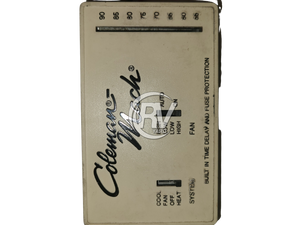 90 85 80 75 70 65 60 55
Coleman®
Mach®
RV
LOW
HIGH
FAN
COOL
FAN
OFF
HEAT
SYSTEM
BUILT IN TIME DELAY AND FUSE PROTECTION